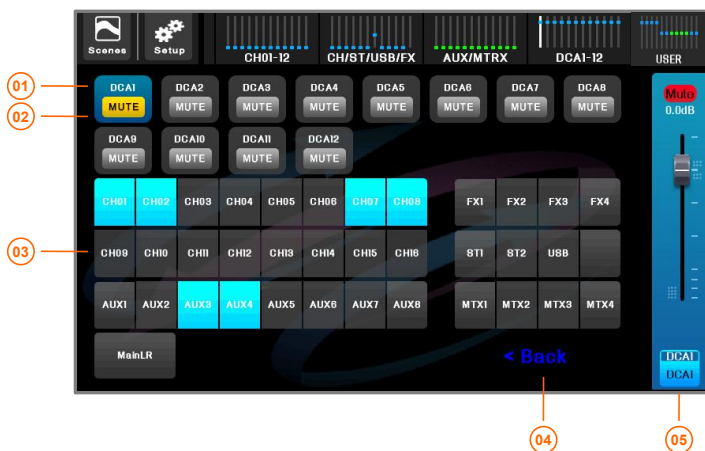 Scenes Setup CH01-12 CH/ST/USB/FX AUX/MTRX DCA1-12 USER
01 DCA1 DCA2 DCA3 DCA4 DCA5 DCA6 DCA7 DCA8 Mute
02 MUTE MUTE MUTE MUTE MUTE MUTE MUTE MUTE 0.0dB
DCA9 DCA10 DCA11 DCA12
MUTE MUTE MUTE MUTE
CH01 CH02 CH03 CH04 CH05 CH06 CH07 CH08 FX1 FX2 FX3 FX4
03 CH09 CH10 CH11 CH12 CH13 CH14 CH15 CH16 ST1 ST2 USB
AUX1 AUX2 AUX3 AUX4 AUX5 AUX6 AUX7 AUX8 MTX1 MTX2 MTX3 MTX4
MainLR < Back DCA1
DCA1
04 05